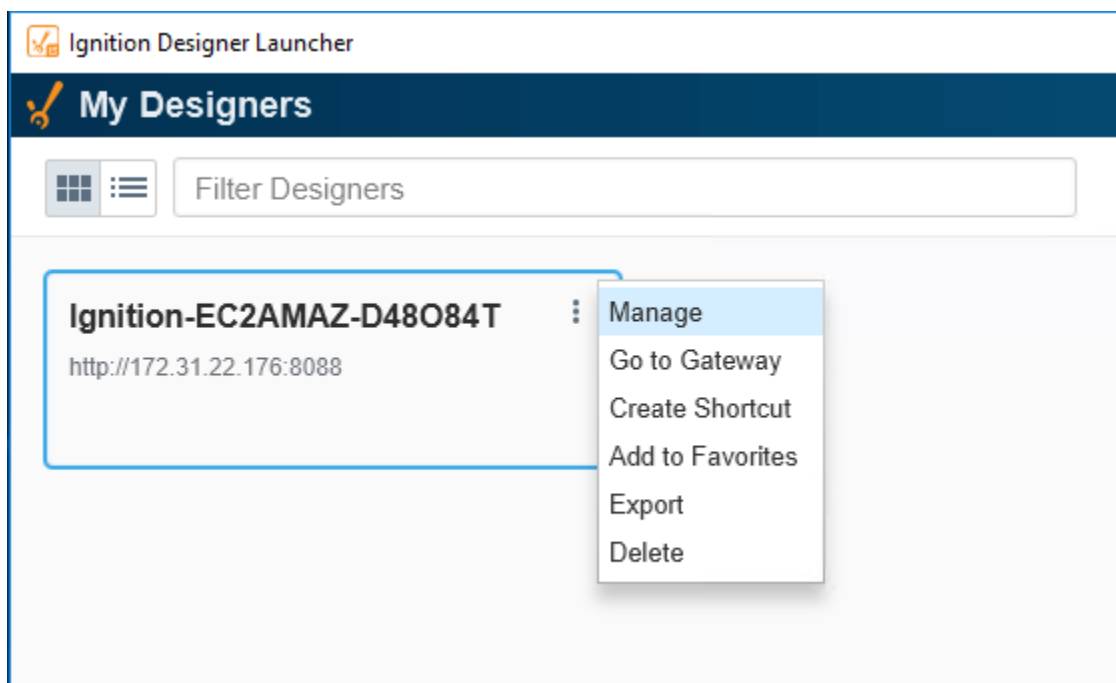 Ignition Designer Launcher
My Designers
Filter Designers
Ignition-EC2AMAZ-D48O84T
http://172.31.22.176:8088
Manage
Go to Gateway
Create Shortcut
Add to Favorites
Export
Delete